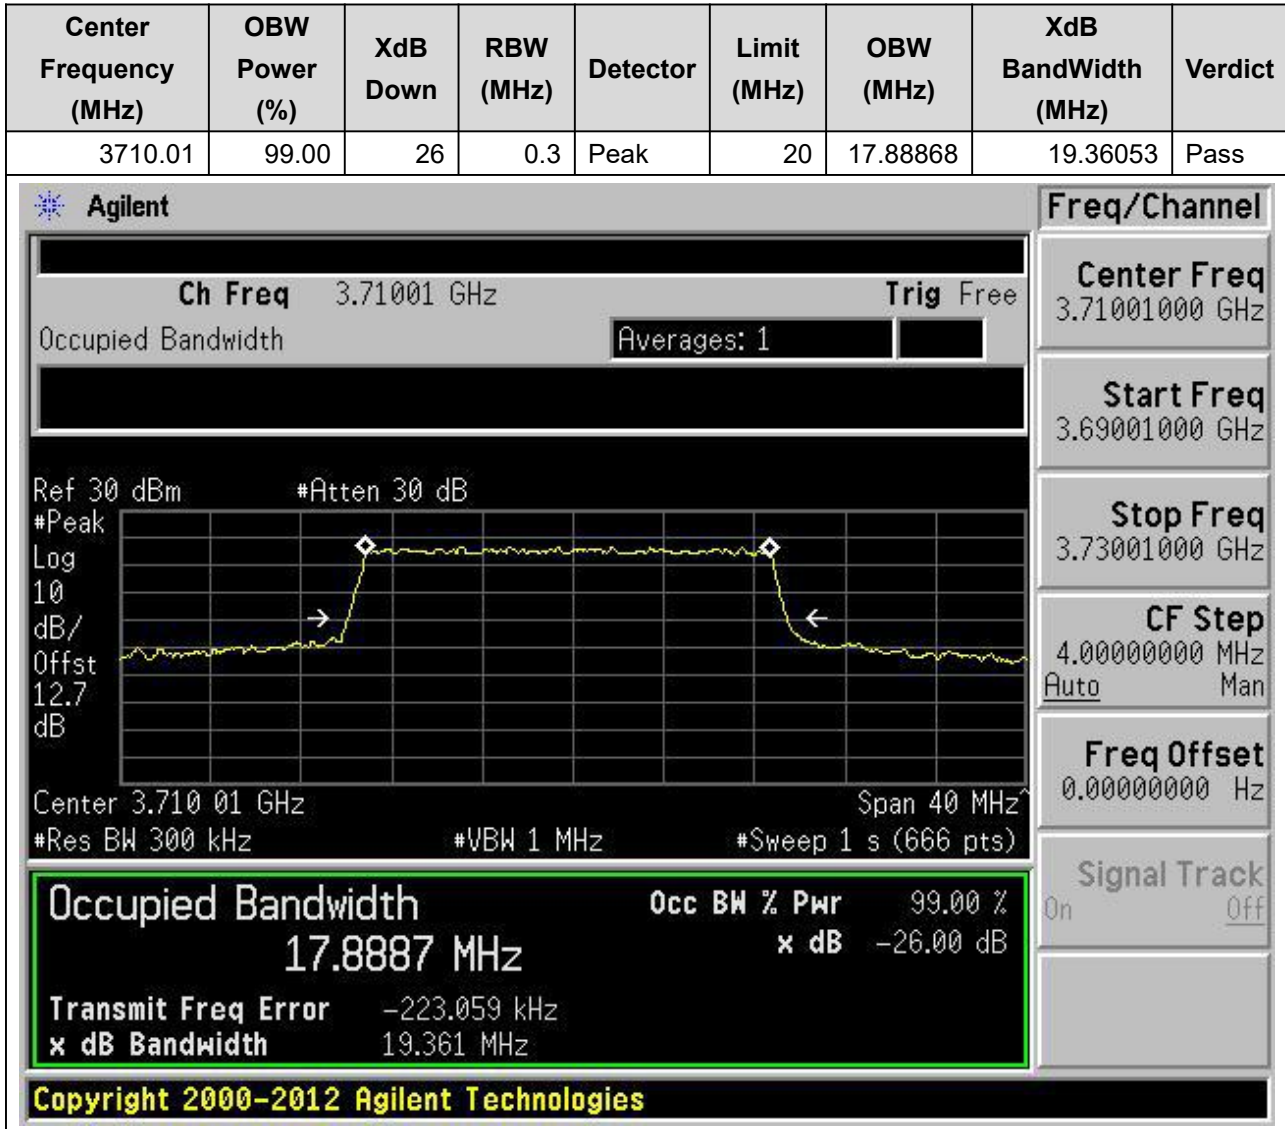 Center Frequency (MHz) OBW Power (%) XdB Down RBW (MHz) Detector Limit (MHz) OBW (MHz) XdB BandWidth (MHz) Verdict
3710.01 99.00 26 0.3 Peak 20 17.88868 19.36053 Pass
Agilent
Freq/Channel
Ch Freq 3.71001 GHz Trig Free
Occupied Bandwidth Averages: 1
Center Freq
3.71001000 GHz
Start Freq
3.69001000 GHz
Stop Freq
3.73001000 GHz
CF Step
4.00000000 MHz
Auto Man
Freq Offset
0.00000000 Hz
Signal Track
On Off
Ref 30 dBm #Atten 30 dB
#Peak
Log
10
dB/
Offst
12.7
dB
Center 3.710 01 GHz Span 40 MHz^
#Res BW 300 kHz #VBW 1 MHz #Sweep 1 s (666 pts)
Occupied Bandwidth Occ BW % Pwr 99.00 %
17.8887 MHz x dB -26.00 dB
Transmit Freq Error -223.059 kHz
x dB Bandwidth 19.361 MHz
Copyright 2000-2012 Agilent Technologies